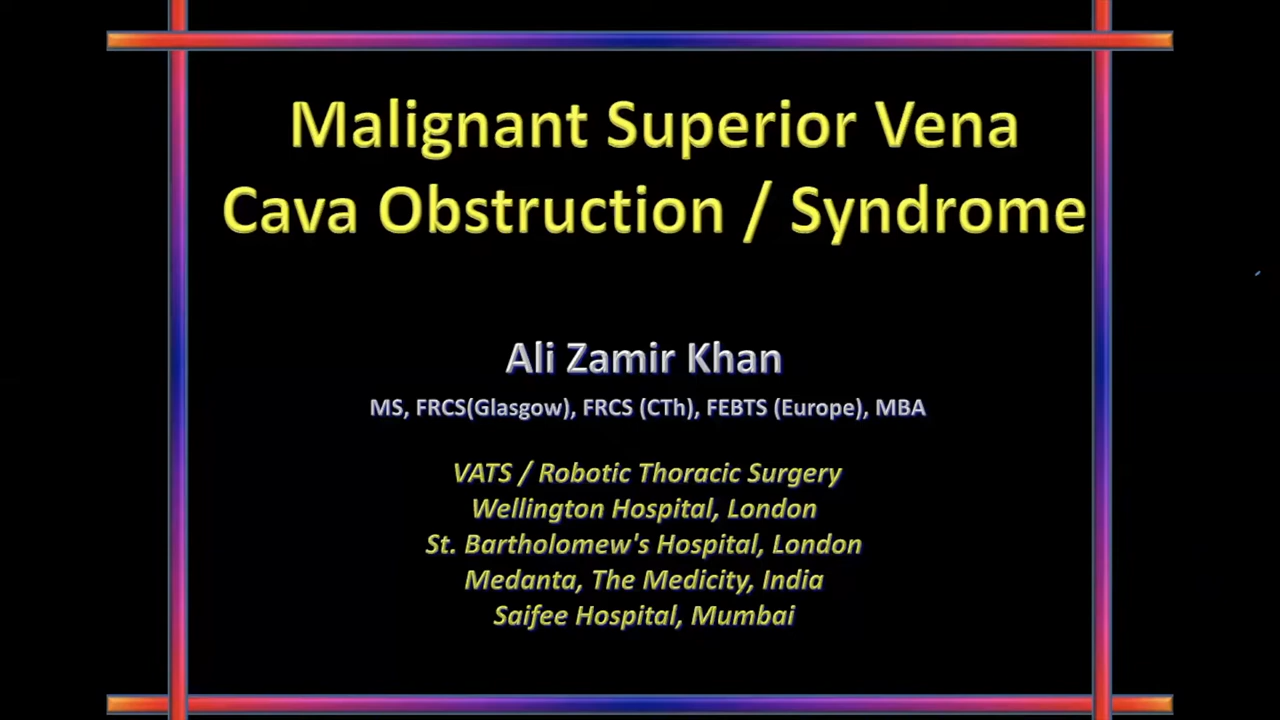 Malignant Superior Vena
Cava Obstruction / Syndrome
Ali Zamir Khan
MS, FRCS(Glasgow), FRCS (CTh), FEBTS (Europe), MBA
VATS / Robotic Thoracic Surgery
Wellington Hospital, London
St. Bartholomew's Hospital, London
Medanta, The Medicity, India
Saifee Hospital, Mumbai